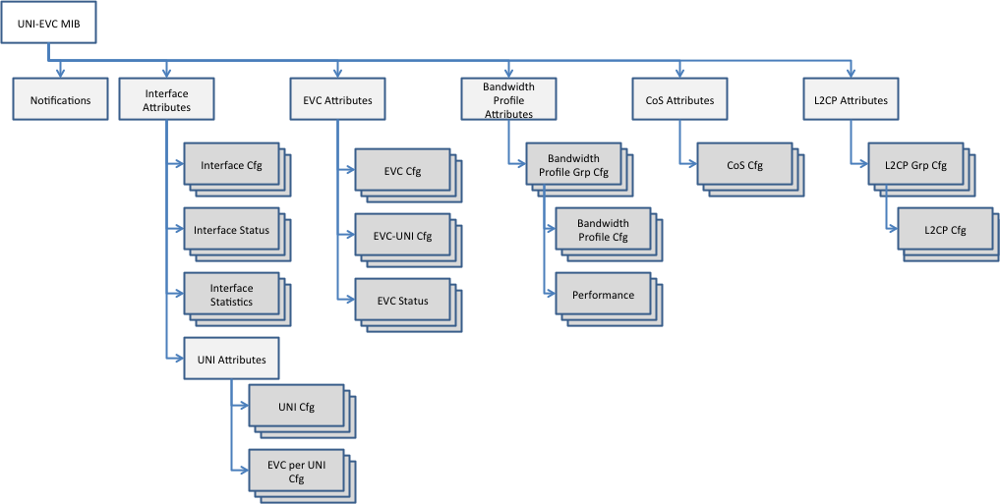 UNI-EVC MIB
Notifications
Interface
Attributes
EVC Attributes
Bandwidth
Profile
Attributes
CoS Attributes
L2CP Attributes
Interface Cfg
Interface Status
Interface
Statistics
UNI Attributes
UNI Cfg
EVC per UNI
Cfg
EVC Cfg
EVC-UNI Cfg
EVC Status
Bandwidth
Profile Grp Cfg
Bandwidth
Profile Cfg
Performance
CoS Cfg
L2CP Grp Cfg
L2CP Cfg